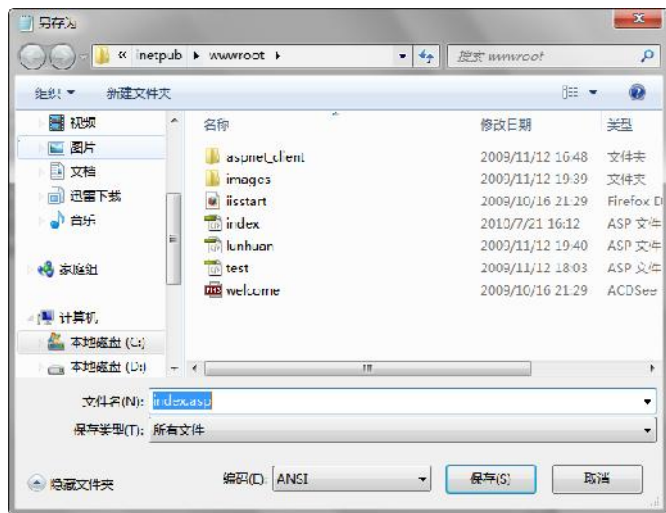 另存为
« inetpub ▸ wwwroot ▸
搜索 wwwroot
组织 新建文件夹
名称 修改日期 类型
视频
图片
文档
迅雷下载
音乐
家庭组
计算机
本地磁盘 (C:)
本地磁盘 (D:)
aspnet_client 2009/11/12 16:48 文件夹
images 2009/11/12 19:39 文件夹
iisstart 2009/10/16 21:29 Firefox D
index 2010/7/21 16:12 ASP 文件
lunhuan 2009/11/12 19:40 ASP 文件
test 2009/11/12 18:03 ASP 文件
welcome 2009/10/16 21:29 ACDSee
文件名(N): index.asp
保存类型(T): 所有文件
隐藏文件夹 编码(E): ANSI 保存(S) 取消